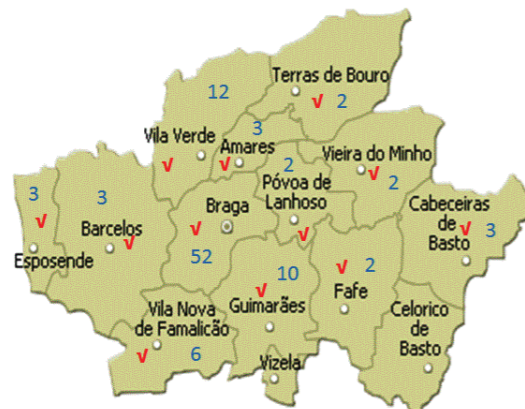 Terras de Bouro
√ 2
12
Vila Verde
√
3
Amares
√
2
Póvoa de
Lanhoso
√
Vieira do Minho
√
2
Cabeceiras
de √ 3
Basto
3
√
Esposende
3
Barcelos √
Braga
√
52
10
√
Guimarães
√ 2
Fafe
Celorico
de
Basto
Vila Nova
de Famalicão
√ 6
Vizela